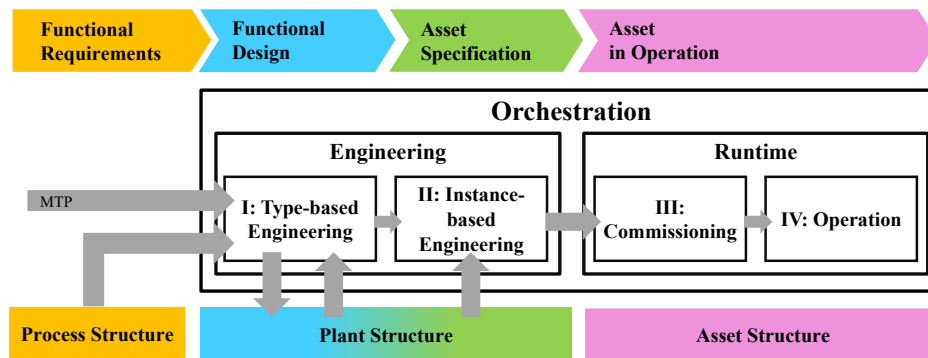 Functional
Requirements
Functional
Design
Asset
Specification
Asset
in Operation
Orchestration
Engineering
Runtime
MTP
I: Type-based
Engineering
II: Instance-
based
Engineering
III:
Commissioning
IV: Operation
Process Structure
Plant Structure
Asset Structure